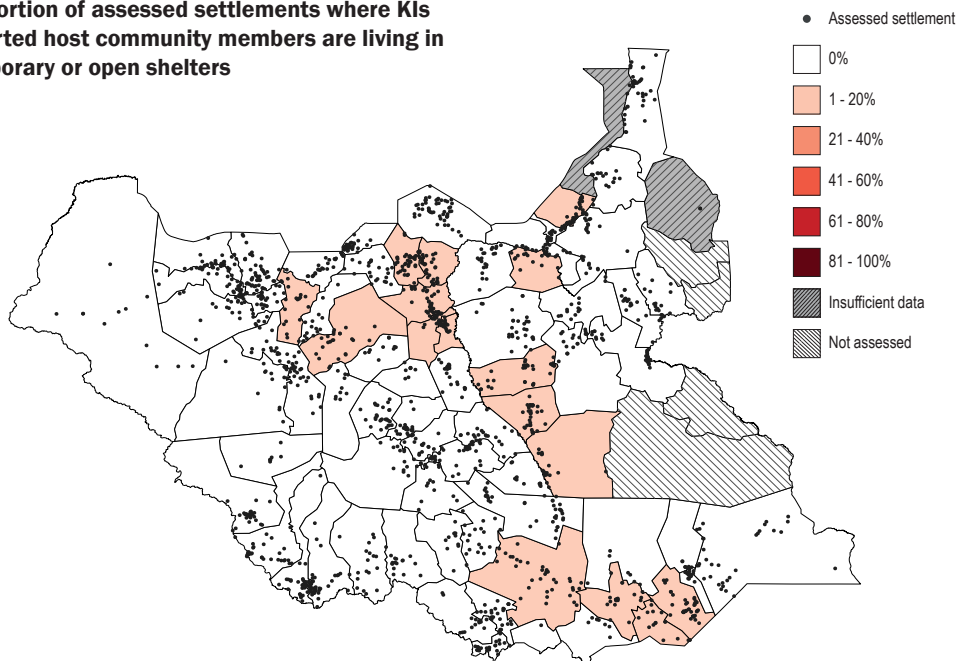 ortion of assessed settlements where KIs
rted host community members are living in
porary or open shelters
Assessed settlement
0%
1 - 20%
21 - 40%
41 - 60%
61 - 80%
81 - 100%
Insufficient data
Not assessed